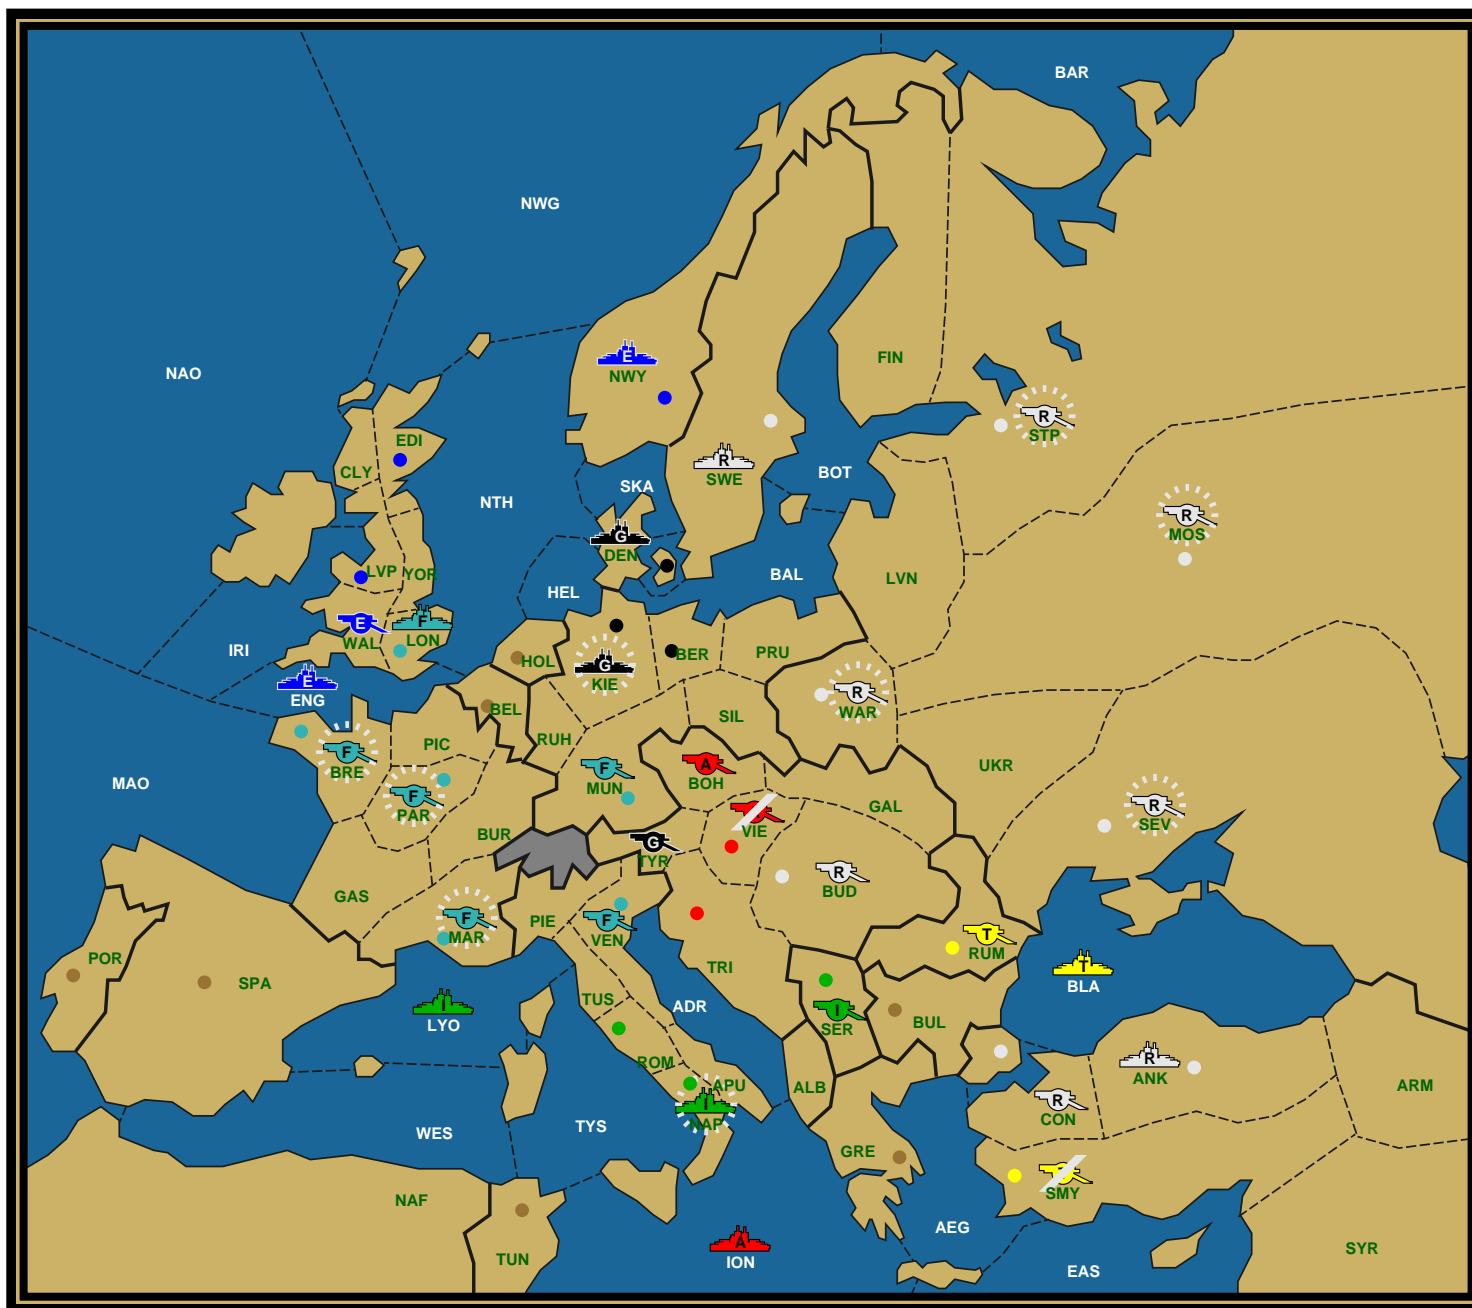 BAR
NWG
NAO
E
NWY
FIN
R
STP
EDI
CLY
R
SWE
BOT
SKA
NTH
R
MOS
G
DEN
LVP
YOR
HEL
BAL
LVN
E
WAL
F
LON
IRI
HOL
G
KIE
BER
PRU
E
ENG
R
WAR
BEL
SIL
PIC
RUH
F
BRE
F
MUN
A
BOH
UKR
MAO
F
PAR
GAL
R
SEV
VIE
BUR
G
TYR
R
BUD
GAS
F
MAR
PIE
F
VEN
T
RUM
POR
SPA
TRI
T
BLA
I
LYO
TUS
ADR
I
SER
BUL
ROM
APU
ALB
R
ANK
ARM
R
CON
I
NAP
WES
TYS
GRE
NAF
SMY
AEG
A
ION
TUN
EAS
SYR